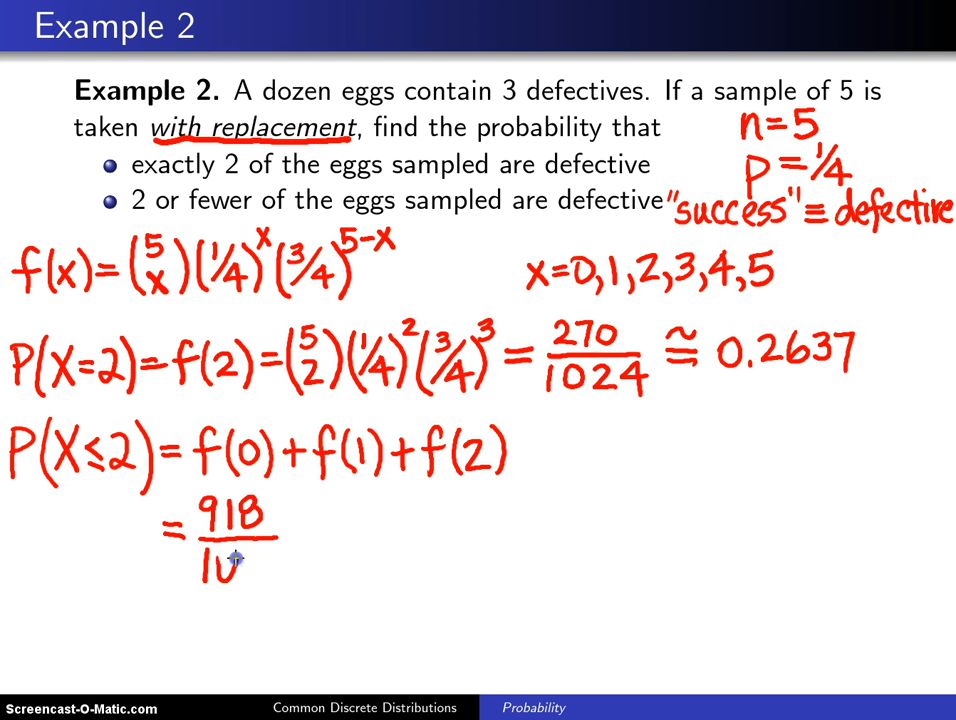 Example 2
Example 2. A dozen eggs contain 3 defectives. If a sample of 5 is
taken with replacement, find the probability that
n=5
exactly 2 of the eggs sampled are defective
p=1/4
2 or fewer of the eggs sampled are defective
"success" ≡ defective
f(x)=(5 x)(1/4)^x(3/4)^5-x x=0,1,2,3,4,5
P(X=2)=f(2)=(5 2)(1/4)^2(3/4)^3=270/1024≅0.2637
P(X≤2)=f(0)+f(1)+f(2)
=918/10
Screencast-O-Matic.com Common Discrete Distributions Probability